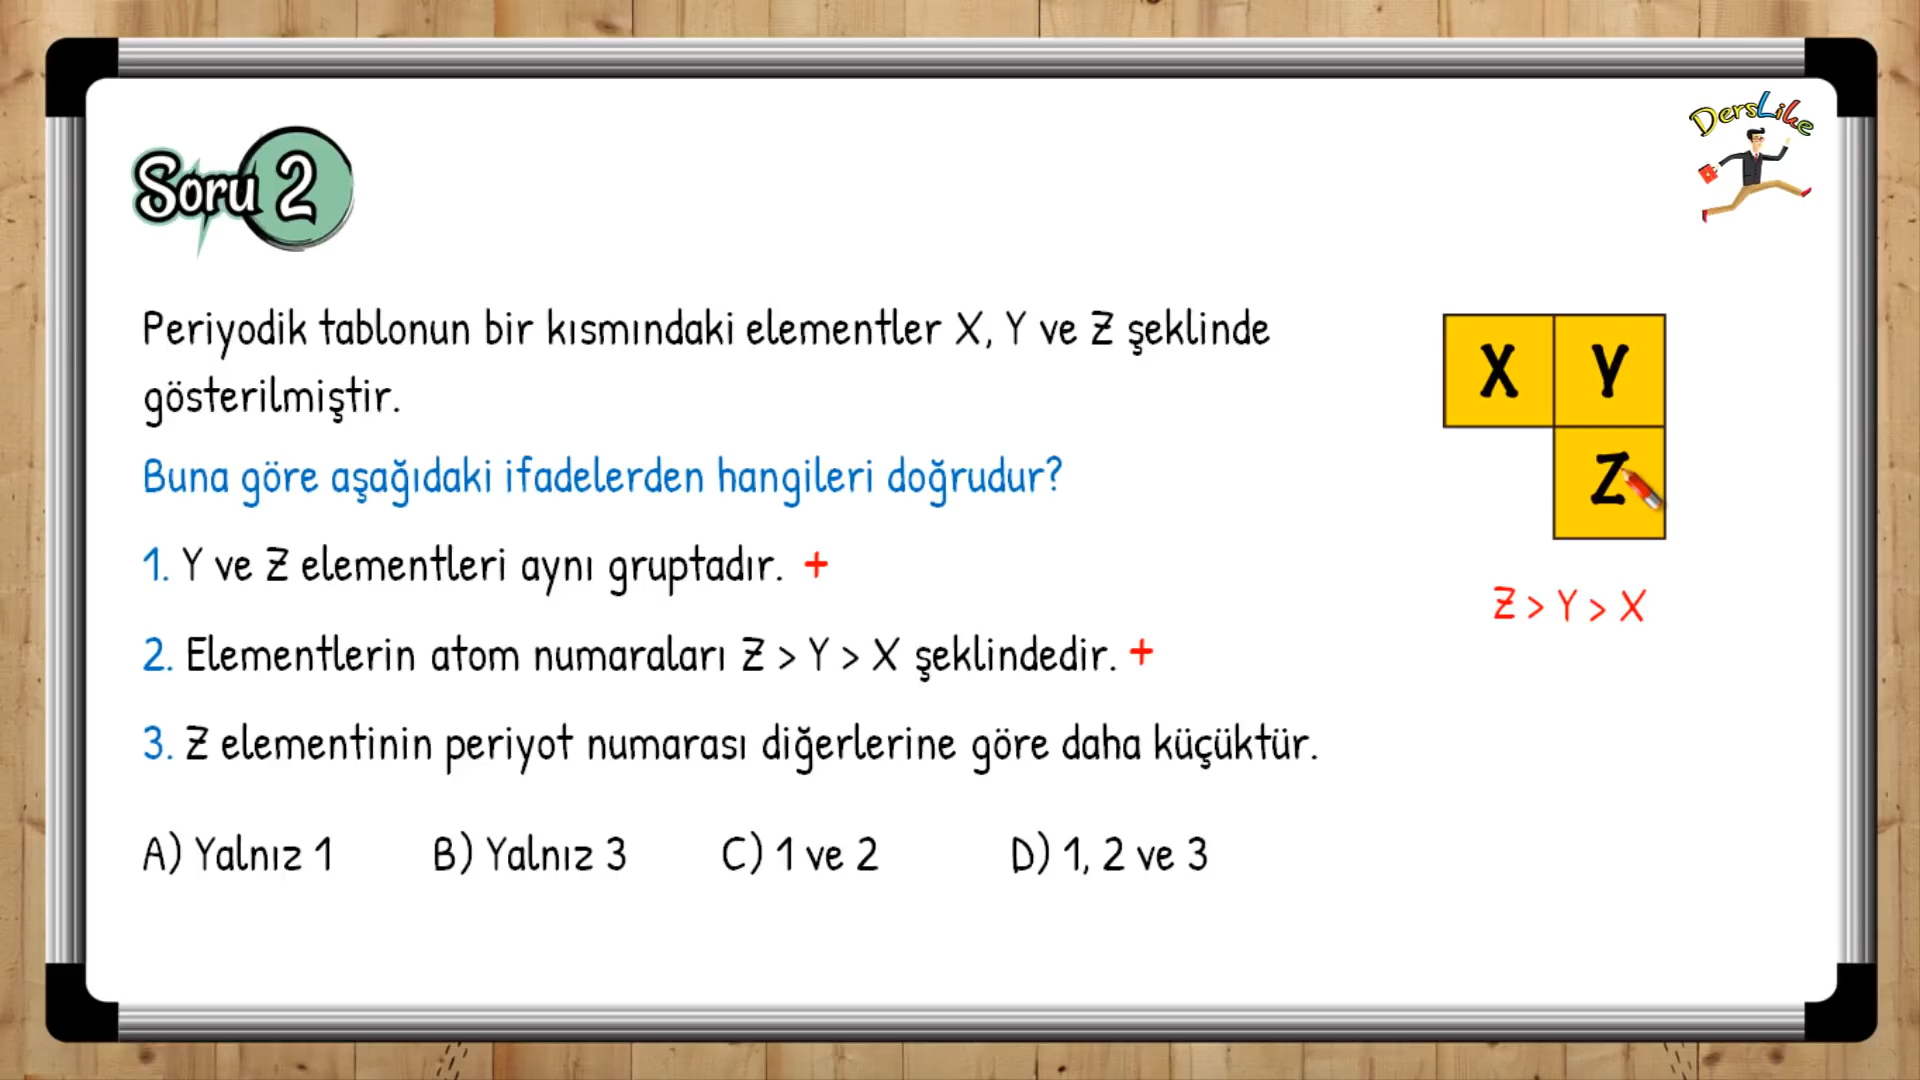 DersLike
Soru 2
Periyodik tablonun bir kısmındaki elementler X, Y ve Z şeklinde
gösterilmiştir.
Buna göre aşağıdaki ifadelerden hangileri doğrudur?
1. Y ve Z elementleri aynı gruptadır. +
2. Elementlerin atom numaraları Z > Y > X şeklindedir. +
3. Z elementinin periyot numarası diğerlerine göre daha küçüktür.
A) Yalnız 1 B) Yalnız 3 C) 1 ve 2 D) 1, 2 ve 3
X Y
Z
Z > Y > X